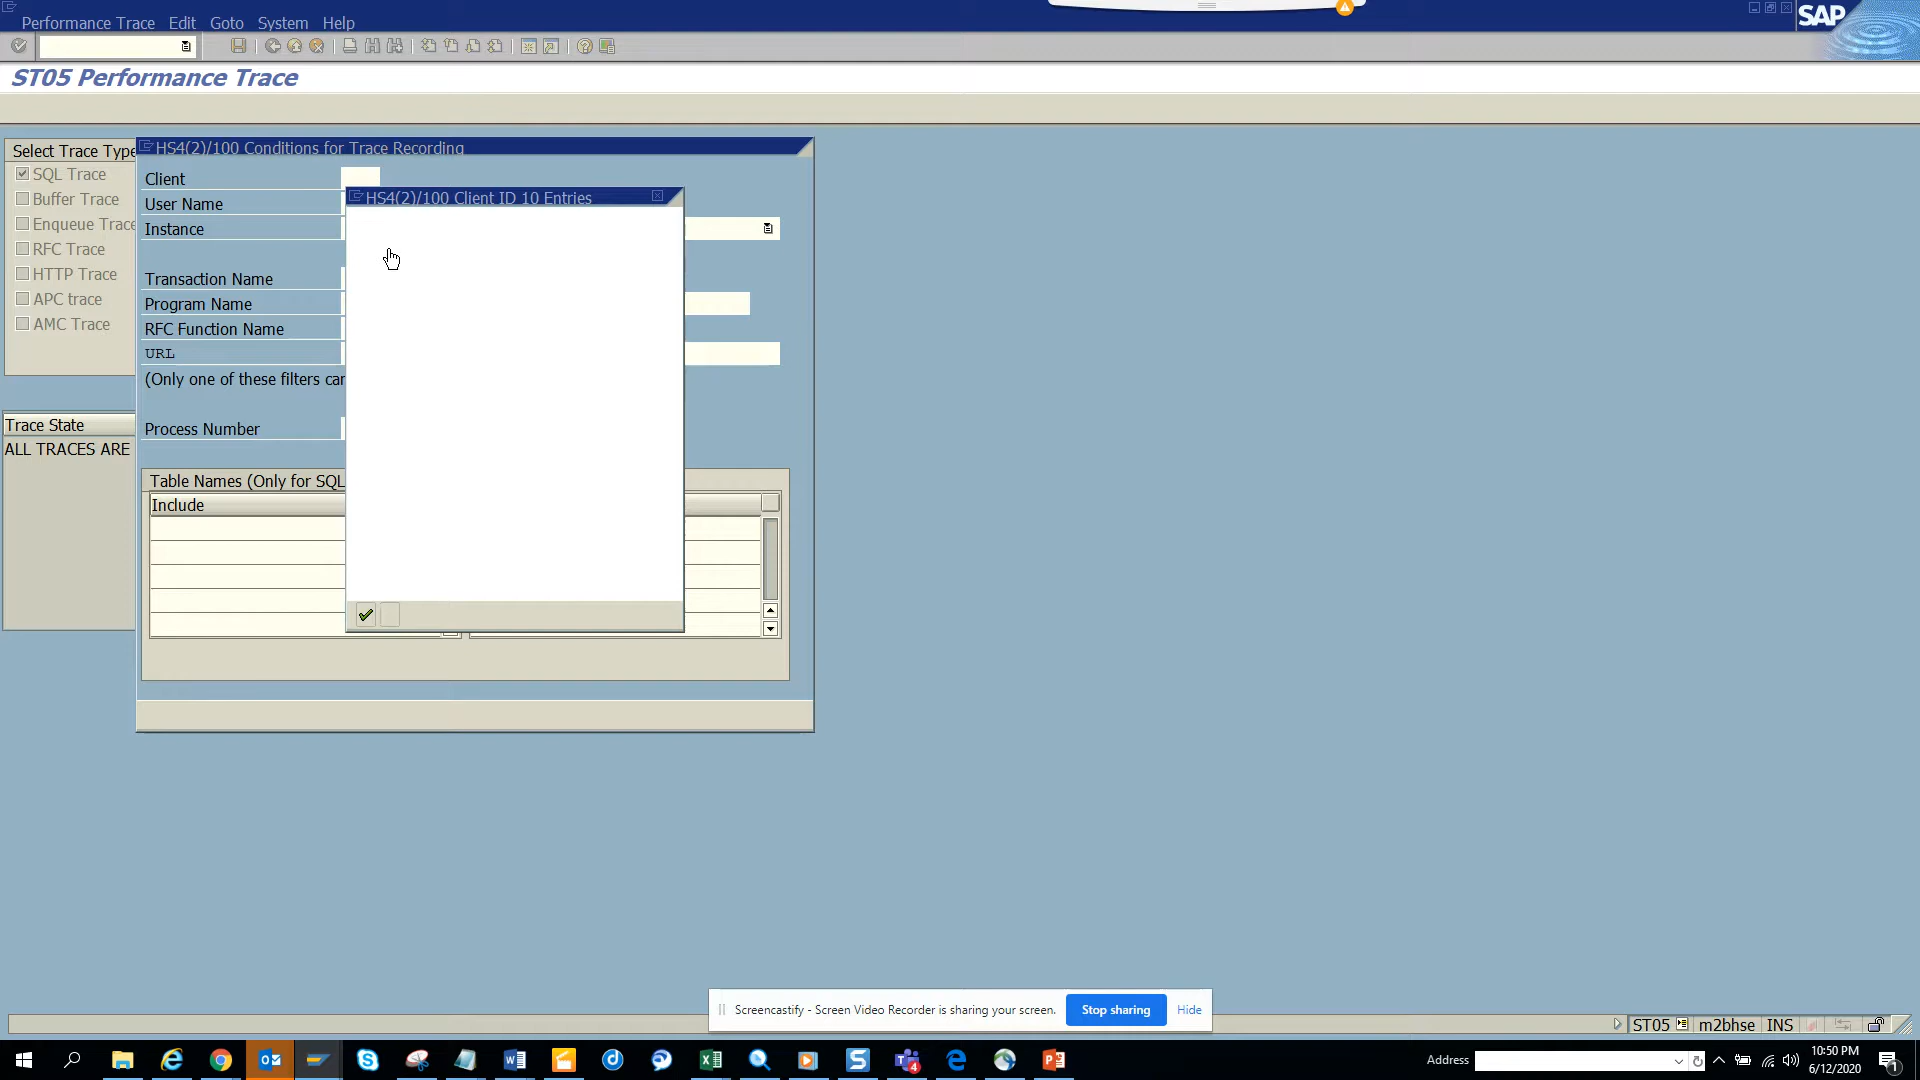 Performance Trace Edit Goto System Help
SAP
ST05 Performance Trace
Select Trace Type
SQL Trace
Buffer Trace
Enqueue Trace
RFC Trace
HTTP Trace
APC trace
AMC Trace
Trace State
ALL TRACES ARE
HS4(2)/100 Conditions for Trace Recording
Client
User Name
Instance
Transaction Name
Program Name
RFC Function Name
URL
(Only one of these filters can
Process Number
Table Names (Only for SQL
Include
HS4(2)/100 Client ID 10 Entries
Screencastify - Screen Video Recorder is sharing your screen. Stop sharing Hide
ST05 m2bhse INS
Address
10:50 PM
6/12/2020